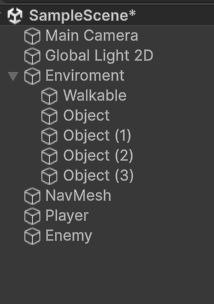 SampleScene*
Main Camera
Global Light 2D
Enviroment
Walkable
Object
Object (1)
Object (2)
Object (3)
NavMesh
Player
Enemy